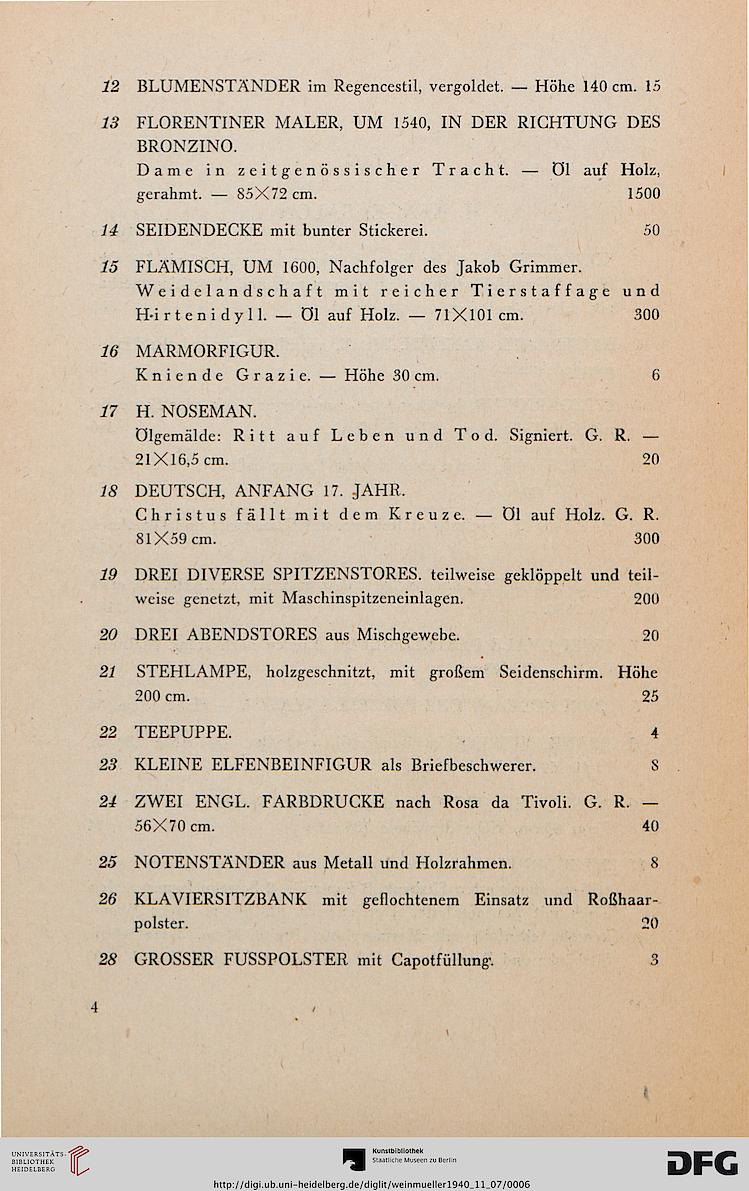 12 BLUMENSTÄNDER im Regencestil, vergoldet. — Höhe 140 cm. 15
13 FLORENTINER MALER, UM 1540, IN DER RICHTUNG DES
BRONZINO.
Dame in zeitgenössischer Tracht. — Öl auf Holz,
gerahmt. — 85×72 cm. 1500
14 SEIDENDECKE mit bunter Stickerei. 50
15 FLÄMISCH, UM 1600, Nachfolger des Jakob Grimmer.
Weidelandschaft mit reicher Tierstaffage und
Hirtenidyll. — Öl auf Holz. — 71×101 cm. 300
16 MARMORFIGUR.
Kniende Grazie. — Höhe 30 cm. 6
17 H. NOSEMAN.
Ölgemälde: Ritt auf Leben und Tod. Signiert. G. R. —
21×16,5 cm. 20
18 DEUTSCH, ANFANG 17. JAHR.
Christus fällt mit dem Kreuze. — Öl auf Holz. G. R.
81×59 cm. 300
19 DREI DIVERSE SPITZENSTORES. teilweise geklöppelt und teil-
weise genetzt, mit Maschinspitzeneinlagen. 200
20 DREI ABENDSTORES aus Mischgewebe. 20
21 STEHLAMPE, holzgeschnitzt, mit großem Seidenschirm. Höhe
200 cm. 25
22 TEEPUPPE. 4
23 KLEINE ELFENBEINFIGUR als Briefbeschwerer. 8
24 ZWEI ENGL. FARBDRUCKE nach Rosa da Tivoli. G. R. —
56×70 cm. 40
25 NOTENSTÄNDER aus Metall und Holzrahmen. 8
26 KLAVIERSITZBANK mit geflochtenem Einsatz und Roßhaar-
polster. 20
28 GROSSER FUSSPOLSTER mit Capotfüllung. 3
4
UNIVERSITÄTS-
BIBLIOTHEK
HEIDELBERG
Kunstbibliothek
Staatliche Museen zu Berlin
DFG
http://digi.ub.uni-heidelberg.de/diglit/weinmueller1940_11_07/0006